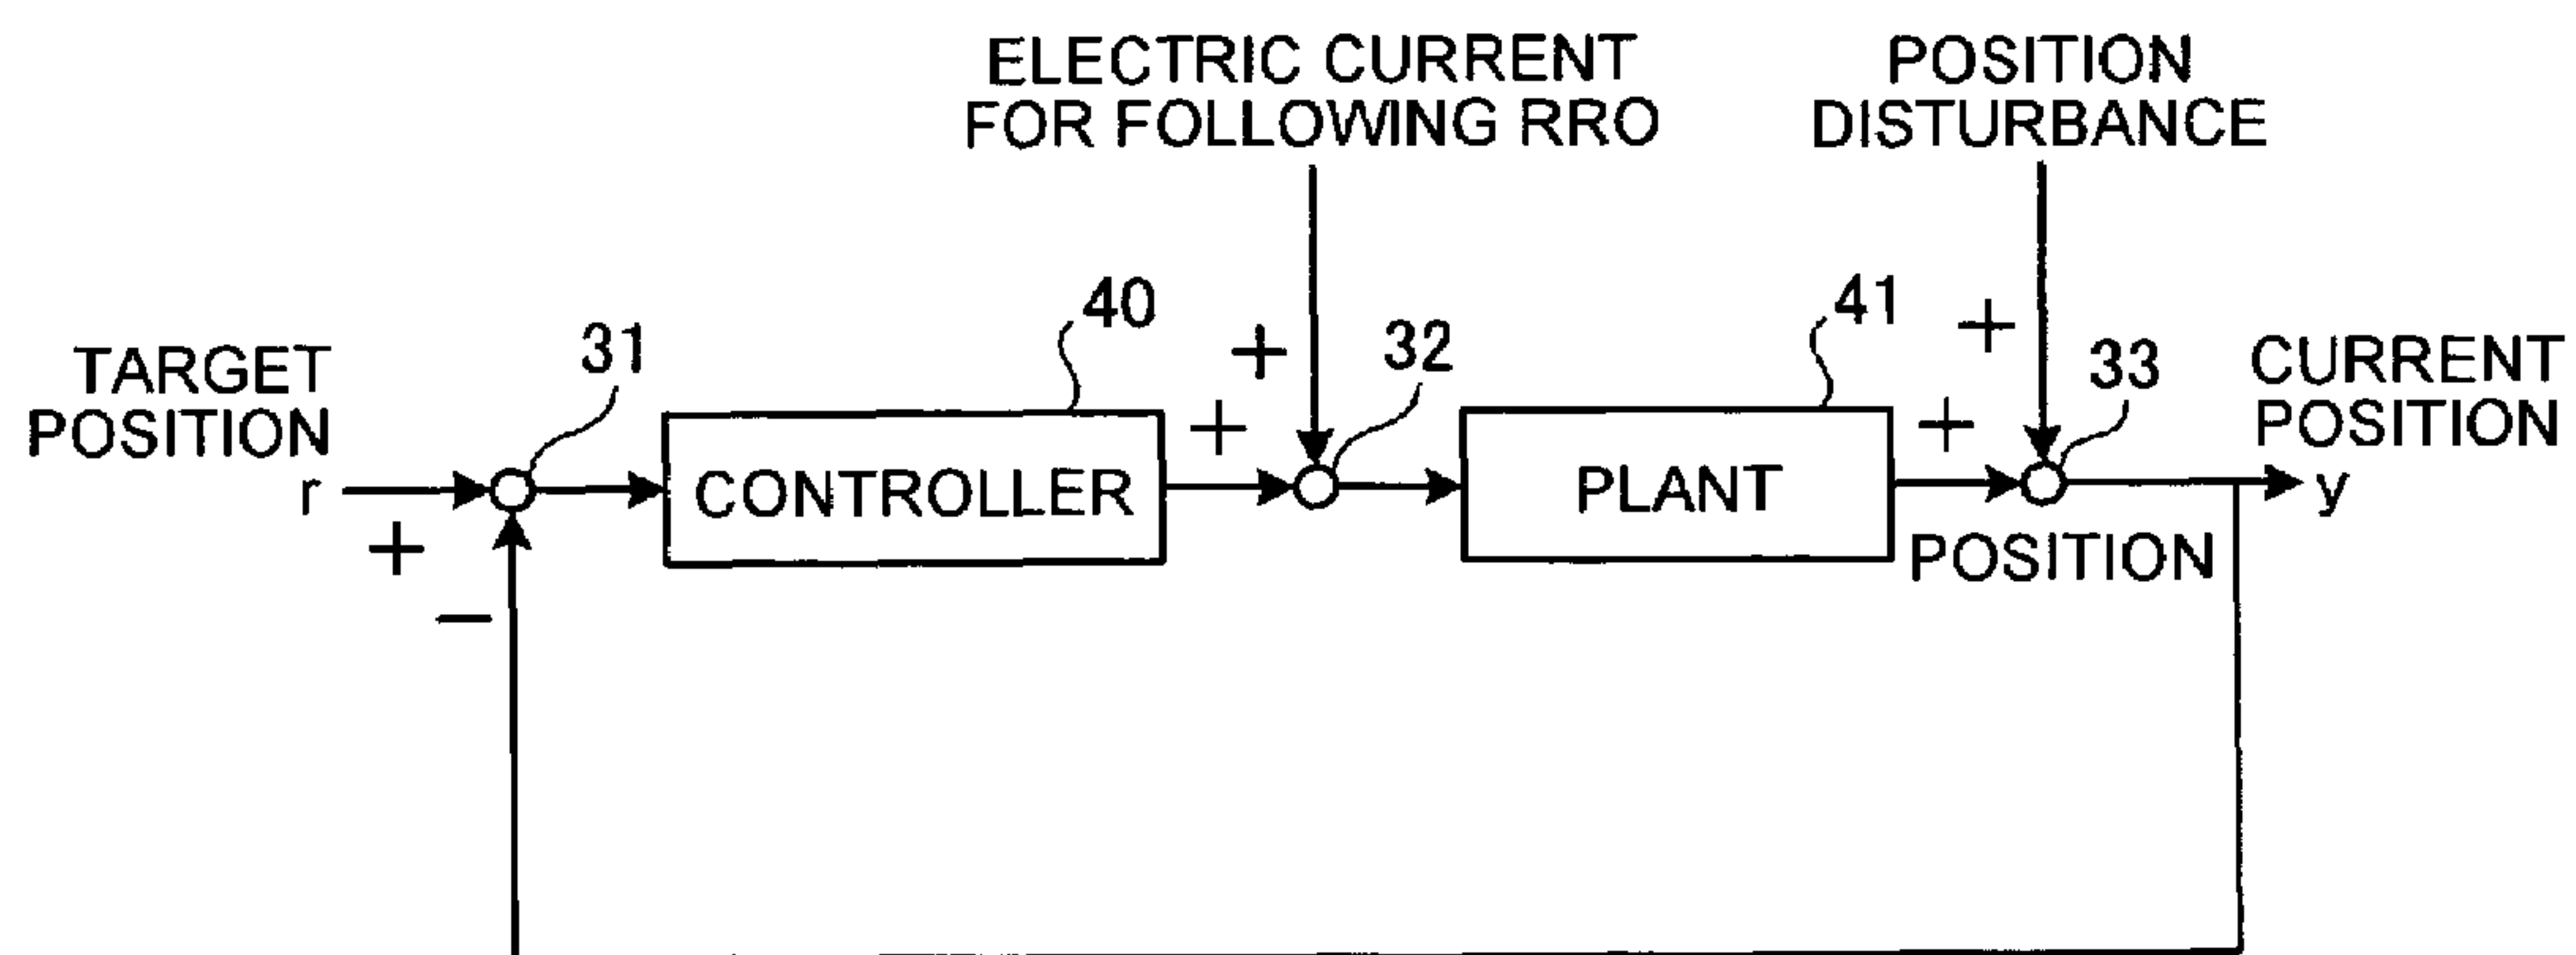 ELECTRIC CURRENT
FOR FOLLOWING RRO
POSITION
DISTURBANCE
TARGET
POSITION
r
+
−
31
CONTROLLER
40
+
+
32
PLANT
41
+
+
33
POSITION
CURRENT
POSITION
y